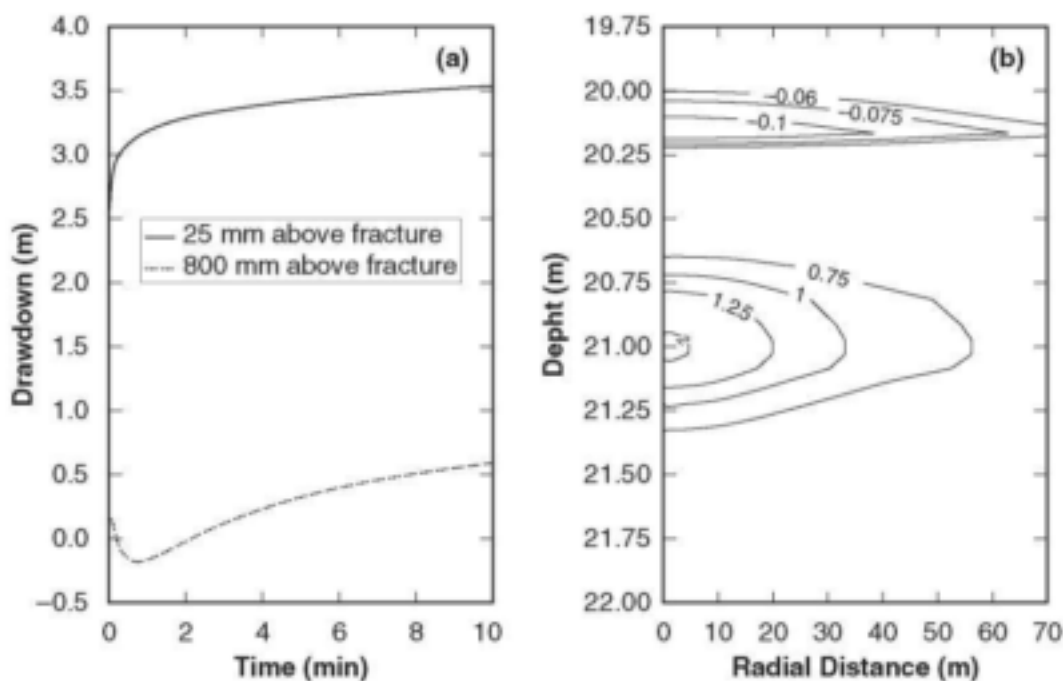 (a)
4.0
3.5
3.0
2.5
2.0
1.5
1.0
0.5
0.0
–0.5
Drawdown (m)
25 mm above fracture
800 mm above fracture
0 2 4 6 8 10
Time (min)
(b)
19.75
20.00
20.25
20.50
20.75
21.00
21.25
21.50
21.75
22.00
Depht (m)
–0.06
–0.075
–0.1
0.75
1
1.25
0 10 20 30 40 50 60 70
Radial Distance (m)